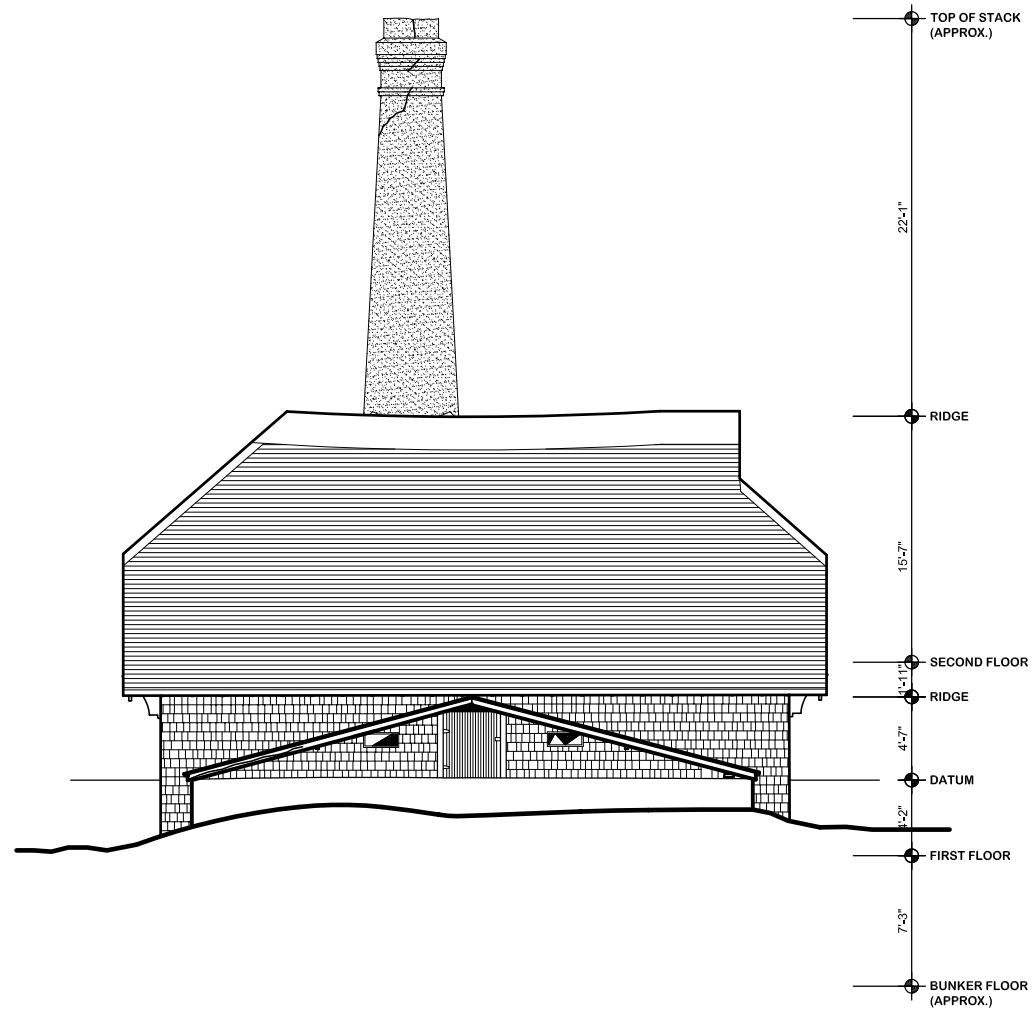 TOP OF STACK
(APPROX.)
22'-1"
RIDGE
15'-7"
SECOND FLOOR
1'-11"
RIDGE
4'-7"
DATUM
4'-2"
FIRST FLOOR
7'-3"
BUNKER FLOOR
(APPROX.)